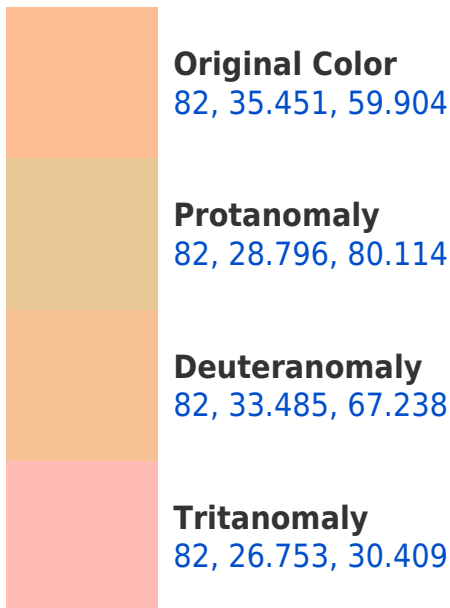 Original Color
82, 35.451, 59.904
Protanomaly
82, 28.796, 80.114
Deuteranomaly
82, 33.485, 67.238
Tritanomaly
82, 26.753, 30.409